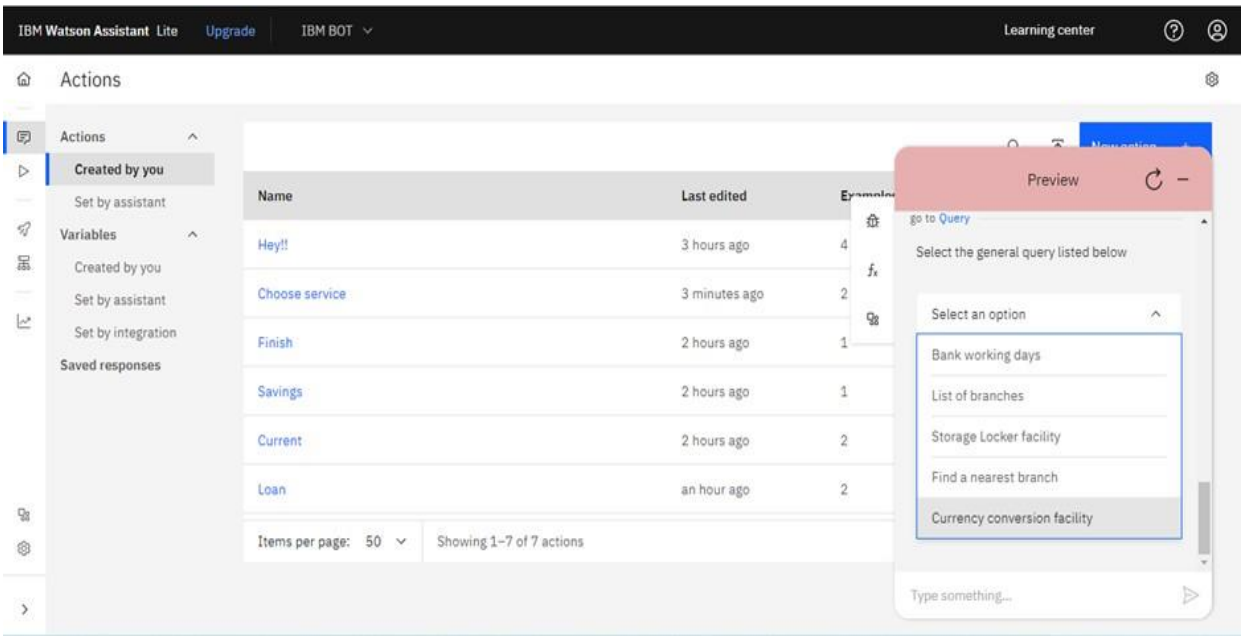 IBM Watson Assistant Lite Upgrade IBM BOT Learning center
Actions
Actions
Created by you
Set by assistant
Variables
Created by you
Set by assistant
Set by integration
Saved responses
Name Last edited Examples
Hey!! 3 hours ago 4
Choose service 3 minutes ago 2
Finish 2 hours ago 1
Savings 2 hours ago 1
Current 2 hours ago 2
Loan an hour ago 2
Items per page: 50 Showing 1–7 of 7 actions
New action +
Preview
go to Query
Select the general query listed below
Select an option
Bank working days
List of branches
Storage Locker facility
Find a nearest branch
Currency conversion facility
Type something...